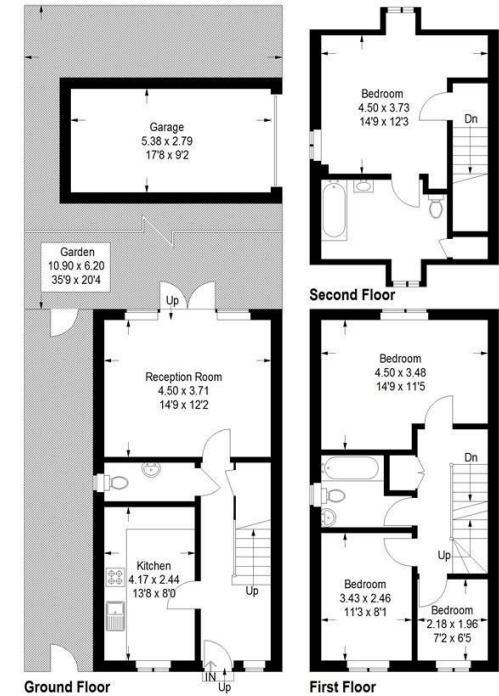 Garage
5.38 x 2.79
17'8 x 9'2
Garden
10.90 x 6.20
35'9 x 20'4
Up
Reception Room
4.50 x 3.71
14'9 x 12'2
Kitchen
4.17 x 2.44
13'8 x 8'0
Up
IN
Up
Ground Floor
Bedroom
4.50 x 3.73
14'9 x 12'3
Dn
Second Floor
Bedroom
4.50 x 3.48
14'9 x 11'5
Dn
Up
Bedroom
3.43 x 2.46
11'3 x 8'1
Bedroom
2.18 x 1.96
7'2 x 6'5
First Floor